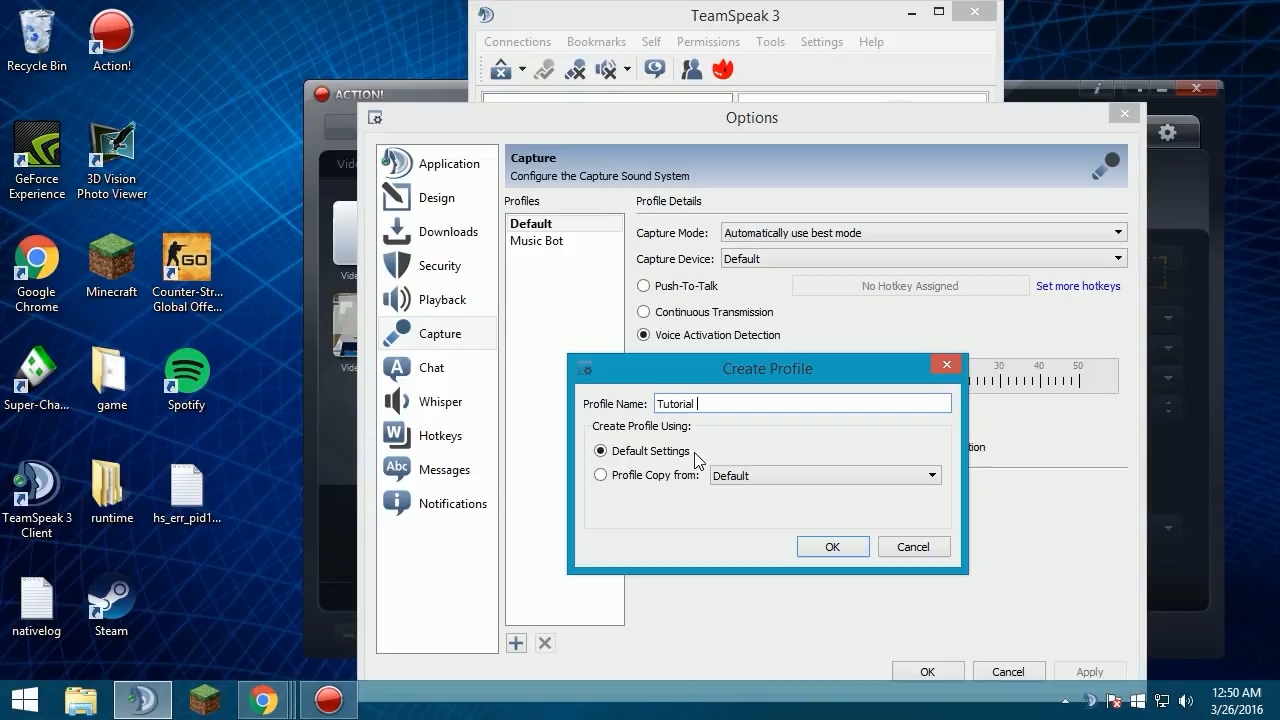 TeamSpeak 3
Connections Bookmarks Self Permissions Tools Settings Help
Recycle Bin
Action!
GeForce
Experience
3D Vision
Photo Viewer
Google
Chrome
Minecraft
Counter-Str...
Global Offe...
Super-Cha...
game
Spotify
TeamSpeak 3
Client
runtime
hs_err_pid1...
nativelog
Steam
ACTION!
Options
Application
Design
Downloads
Security
Playback
Capture
Chat
Whisper
Hotkeys
Messages
Notifications
Capture
Configure the Capture Sound System
Profiles
Default
Music Bot
Profile Details
Capture Mode: Automatically use best mode
Capture Device: Default
Push-To-Talk No Hotkey Assigned Set more hotkeys
Continuous Transmission
Voice Activation Detection
30 40 50
Create Profile
Profile Name: Tutorial
Create Profile Using:
Default Settings
Profile Copy from: Default
OK Cancel
OK Cancel Apply
12:50 AM
3/26/2016